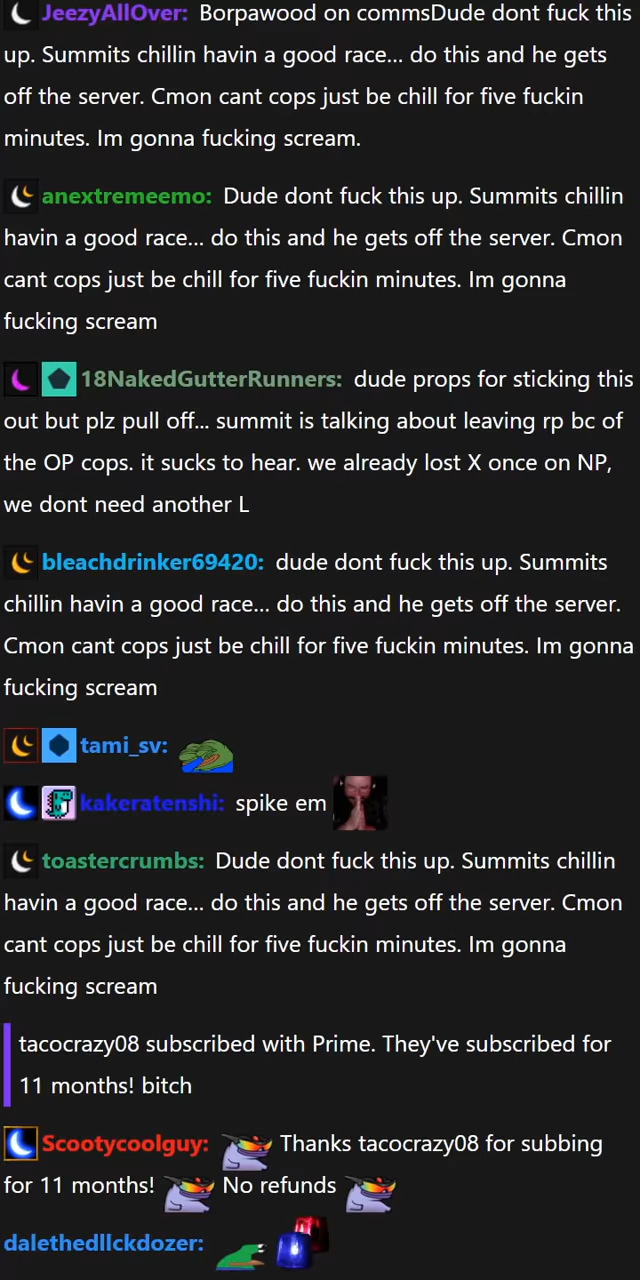 JeezyAllOver: Borpawood on commsDude dont fuck this
up. Summits chillin havin a good race... do this and he gets
off the server. Cmon cant cops just be chill for five fuckin
minutes. Im gonna fucking scream.
anextremeemo: Dude dont fuck this up. Summits chillin
havin a good race... do this and he gets off the server. Cmon
cant cops just be chill for five fuckin minutes. Im gonna
fucking scream
18NakedGutterRunners: dude props for sticking this
out but plz pull off... summit is talking about leaving rp bc of
the OP cops. it sucks to hear. we already lost X once on NP,
we dont need another L
bleachdrinker69420: dude dont fuck this up. Summits
chillin havin a good race... do this and he gets off the server.
Cmon cant cops just be chill for five fuckin minutes. Im gonna
fucking scream
tami_sv:
kakeratenshi: spike em
toastercrumbs: Dude dont fuck this up. Summits chillin
havin a good race... do this and he gets off the server. Cmon
cant cops just be chill for five fuckin minutes. Im gonna
fucking scream
tacocrazy08 subscribed with Prime. They've subscribed for
11 months! bitch
Scootycoolguy: Thanks tacocrazy08 for subbing
for 11 months! No refunds
dalethedllckdozer: